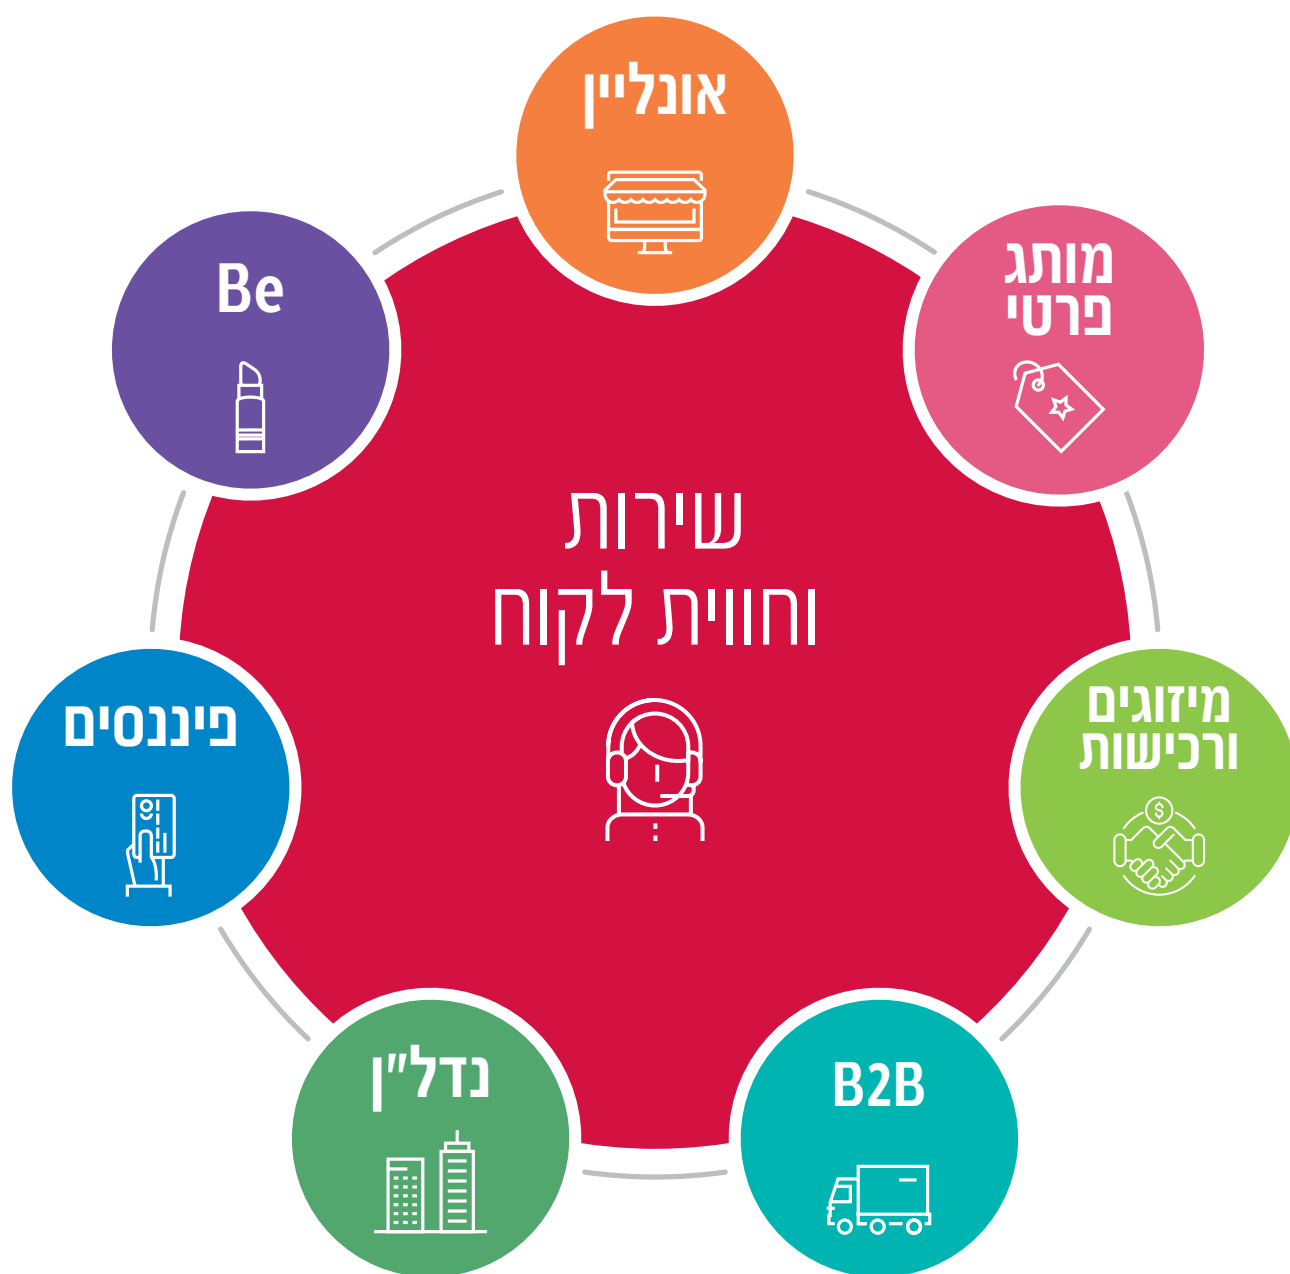 אונליין
מותג
פרטי
מיזוגים
ורכישות
B2B
נדל"ן
פיננסים
Be
שירות
וחווית לקוח